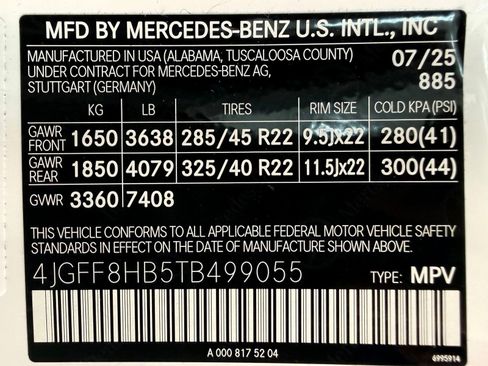 MFD BY MERCEDES-BENZ U.S. INTL., INC
MANUFACTURED IN USA (ALABAMA, TUSCALOOSA COUNTY) 07/25
UNDER CONTRACT FOR MERCEDES-BENZ AG, 885
STUTTGART (GERMANY)
KG LB TIRES RIM SIZE COLD KPA (PSI)
GAWR FRONT 1650 3638 285/45 R22 9.5Jx22 280(41)
GAWR REAR 1850 4079 325/40 R22 11.5Jx22 300(44)
GVWR 3360 7408
THIS VEHICLE CONFORMS TO ALL APPLICABLE FEDERAL MOTOR VEHICLE SAFETY
STANDARDS IN EFFECT ON THE DATE OF MANUFACTURE SHOWN ABOVE.
4JGFF8HB5TB499055 TYPE: MPV
A 000 817 52 04
6995914